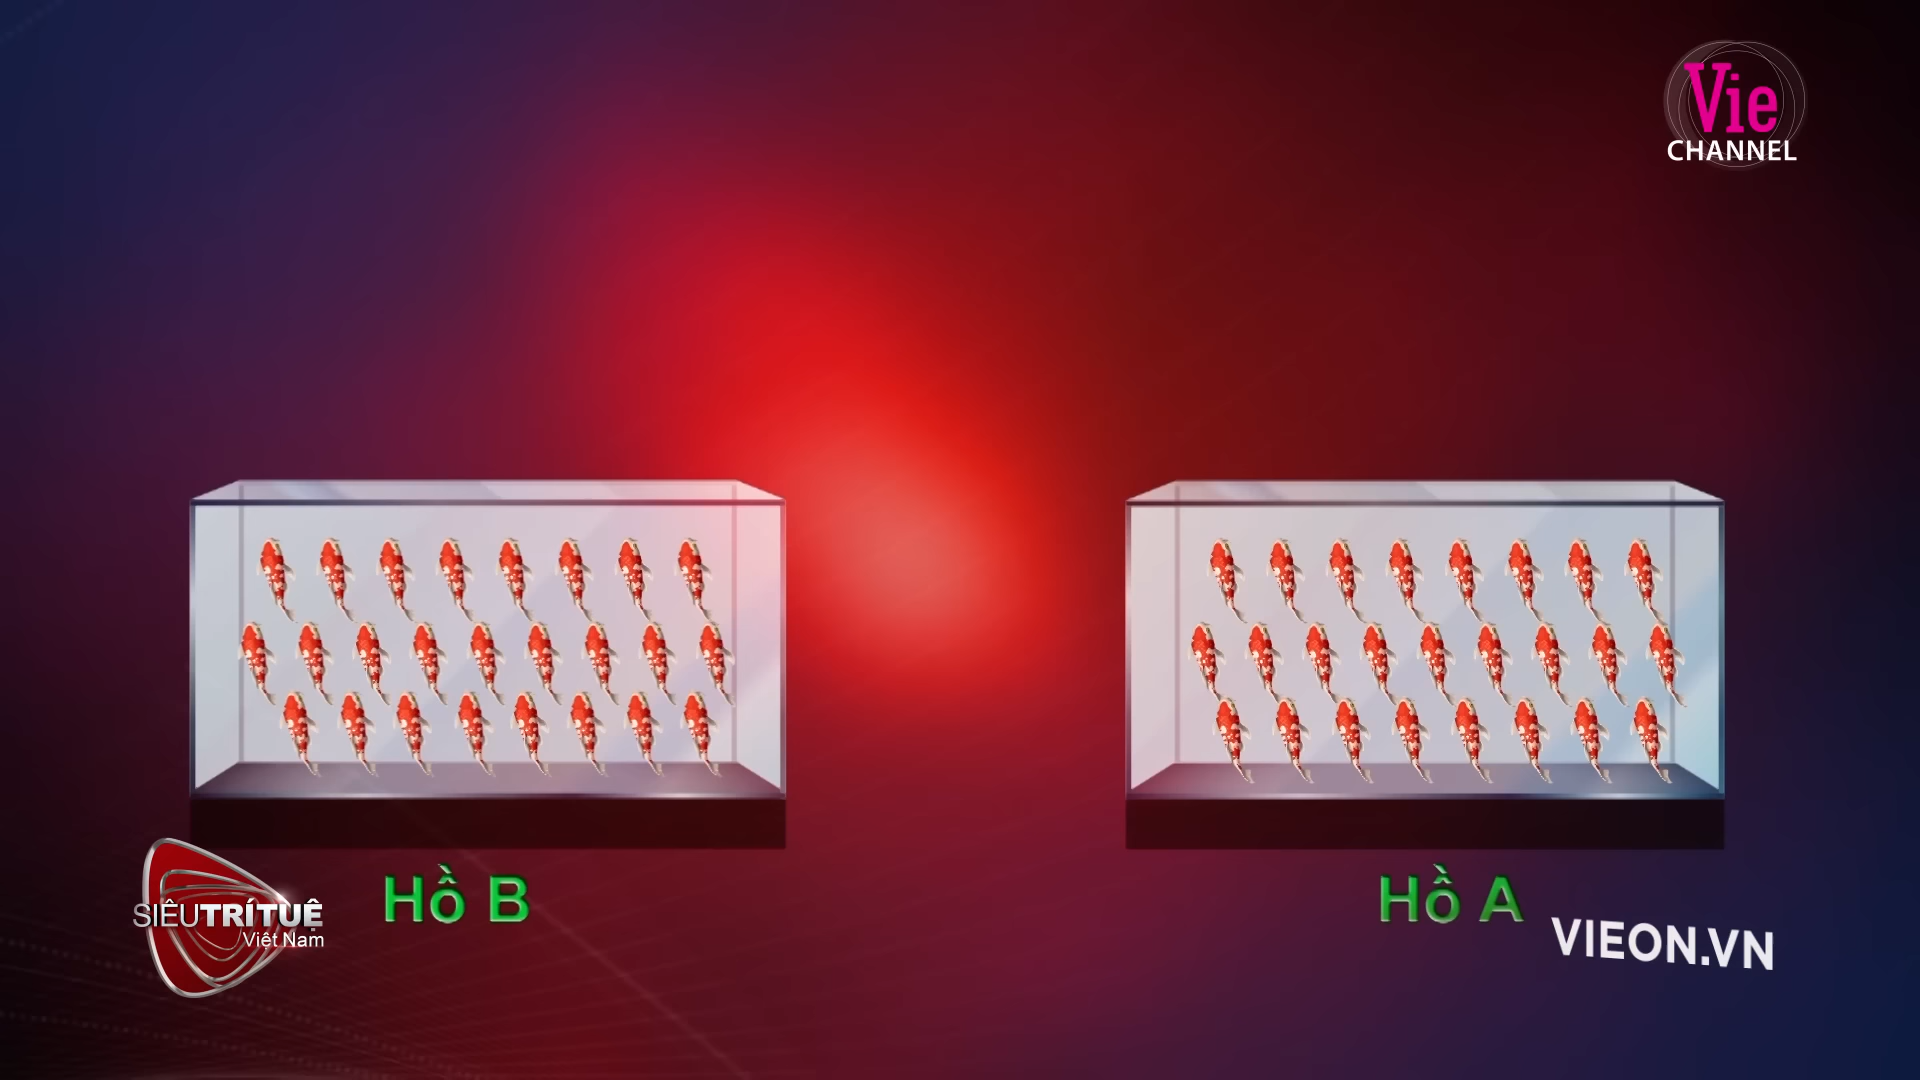 Vie
CHANNEL
Hồ B
Hồ A
SIÊUTRÍTUỆ
Việt Nam
VIEON.VN